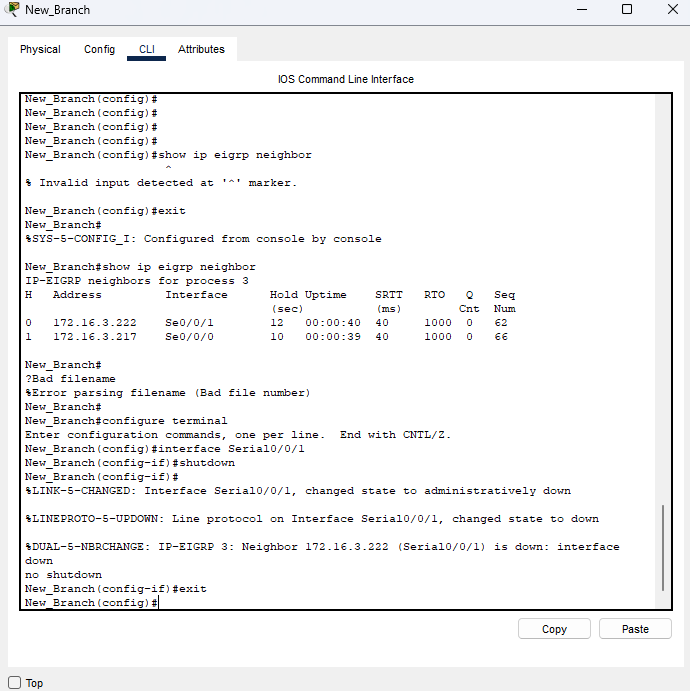 New_Branch
Physical Config CLI Attributes
IOS Command Line Interface
New_Branch(config)#
New_Branch(config)#
New_Branch(config)#
New_Branch(config)#
New_Branch(config)#show ip eigrp neighbor
^
% Invalid input detected at '^' marker.
New_Branch(config)#exit
New_Branch#
%SYS-5-CONFIG_I: Configured from console by console
New_Branch#show ip eigrp neighbor
IP-EIGRP neighbors for process 3
H Address Interface Hold Uptime SRTT RTO Q Seq
(sec) (ms) Cnt Num
0 172.16.3.222 Se0/0/1 12 00:00:40 40 1000 0 62
1 172.16.3.217 Se0/0/0 10 00:00:39 40 1000 0 66
New_Branch#
?Bad filename
%Error parsing filename (Bad file number)
New_Branch#
New_Branch#configure terminal
Enter configuration commands, one per line. End with CNTL/Z.
New_Branch(config)#interface Serial0/0/1
New_Branch(config-if)#shutdown
New_Branch(config-if)#
%LINK-5-CHANGED: Interface Serial0/0/1, changed state to administratively down
%LINEPROTO-5-UPDOWN: Line protocol on Interface Serial0/0/1, changed state to down
%DUAL-5-NBRCHANGE: IP-EIGRP 3: Neighbor 172.16.3.222 (Serial0/0/1) is down: interface
down
no shutdown
New_Branch(config-if)#exit
New_Branch(config)#
Copy Paste
Top